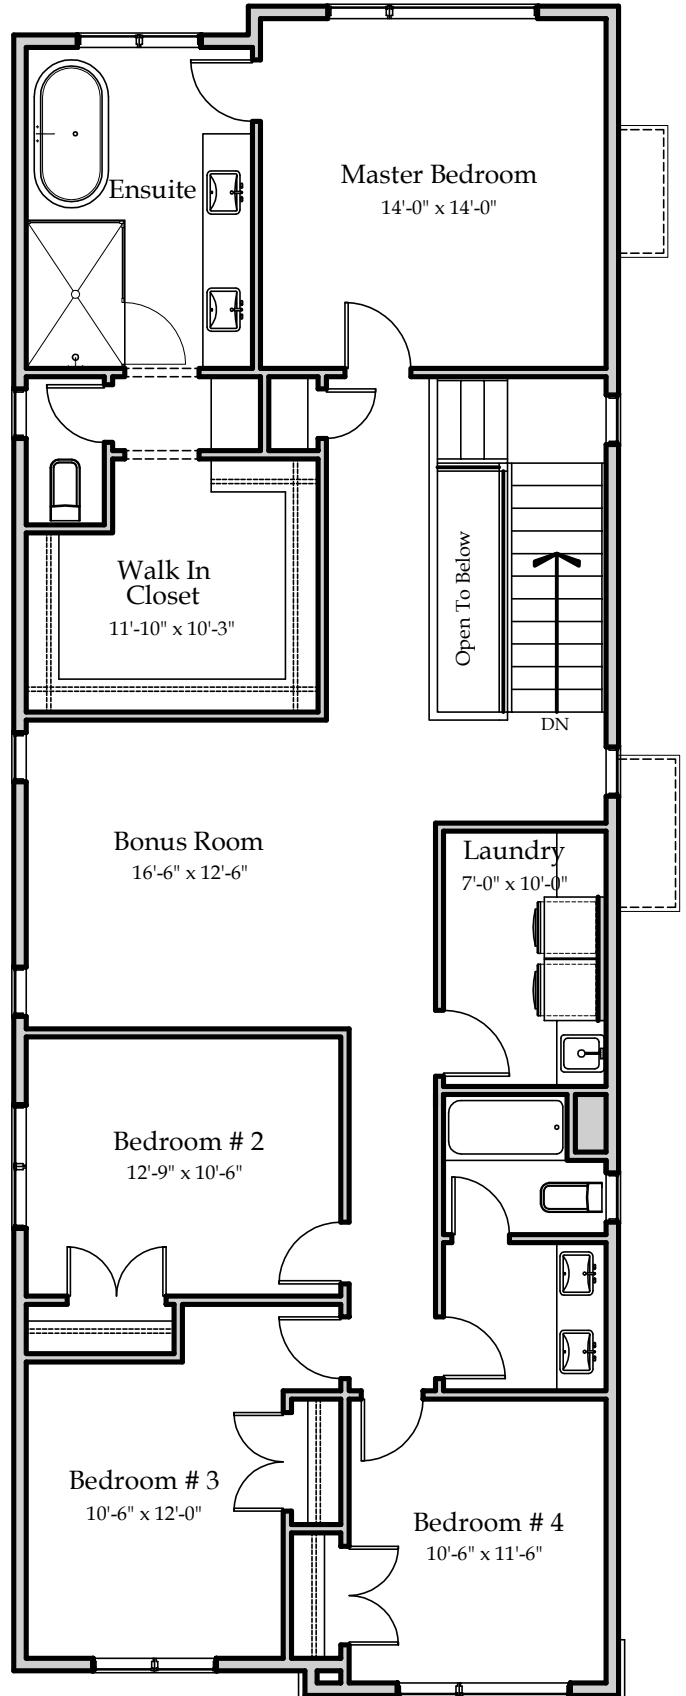 Master Bedroom
14'-0" x 14'-0"
Ensuite
Walk In
Closet
11'-10" x 10'-3"
Open To Below
DN
Bonus Room
16'-6" x 12'-6"
Laundry
7'-0" x 10'-0"
Bedroom # 2
12'-9" x 10'-6"
Bedroom # 3
10'-6" x 12'-0"
Bedroom # 4
10'-6" x 11'-6"